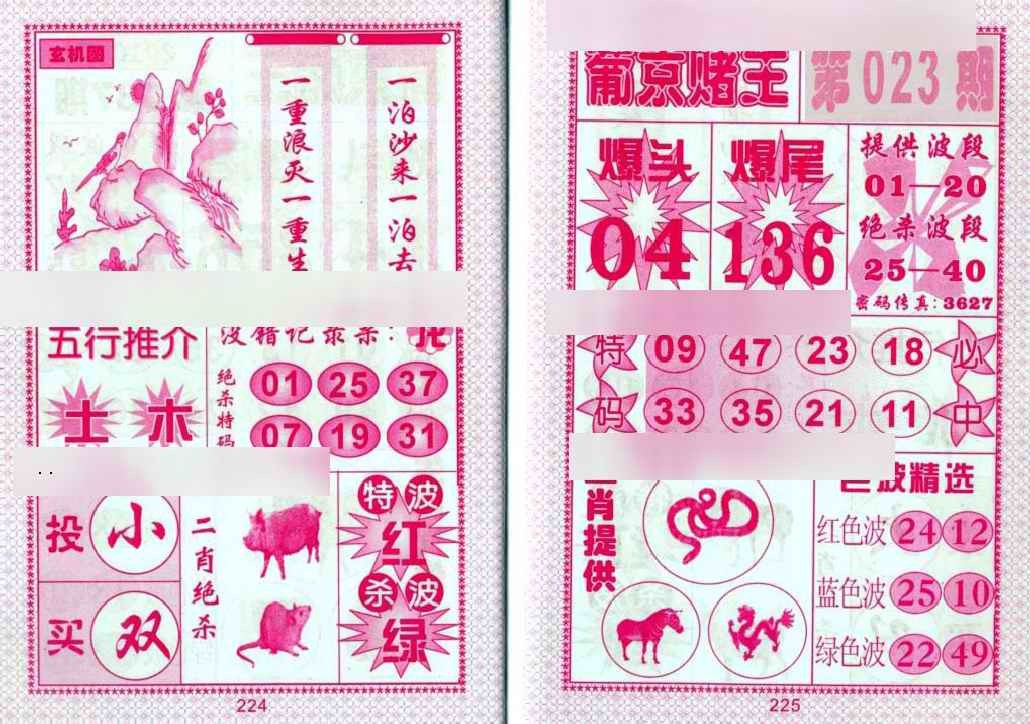 玄机图
一泊沙来一泊去
一重浪灭一重生
五行推介
土 木
没错记录杀:
绝杀特码
01 25 37
07 19 31
投 小
买 双
二肖绝杀
特波
红
杀波
绿
224
葡京赌王
第023期
爆头
04
爆尾
136
提供波段
01—20
绝杀波段
25—40
密码传真:3627
特码
09 47 23 18
33 35 21 11
必中
肖提供
色波精选
红色波 24 12
蓝色波 25 10
绿色波 22 49
225